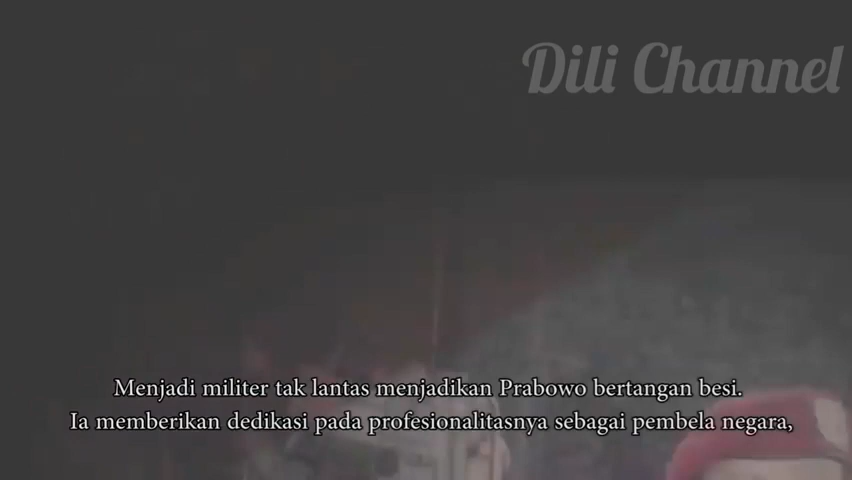 Dili Channel
Menjadi militer tak lantas menjadikan Prabowo bertangan besi.
Ia memberikan dedikasi pada profesionalitasnya sebagai pembela negara,